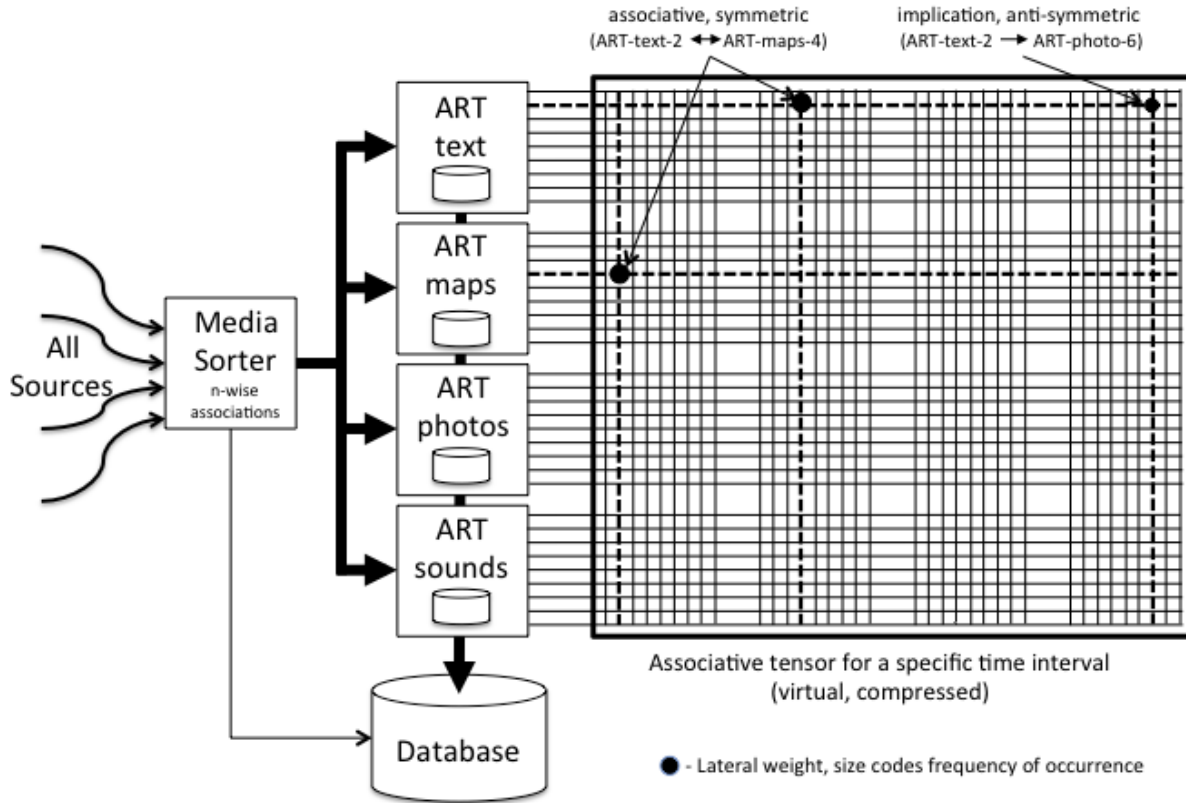 associative, symmetric
(ART-text-2 ↔ ART-maps-4)
implication, anti-symmetric
(ART-text-2 → ART-photo-6)
ART
text
ART
maps
ART
photos
ART
sounds
All
Sources
Media
Sorter
n-wise
associations
Database
Associative tensor for a specific time interval
(virtual, compressed)
- Lateral weight, size codes frequency of occurrence